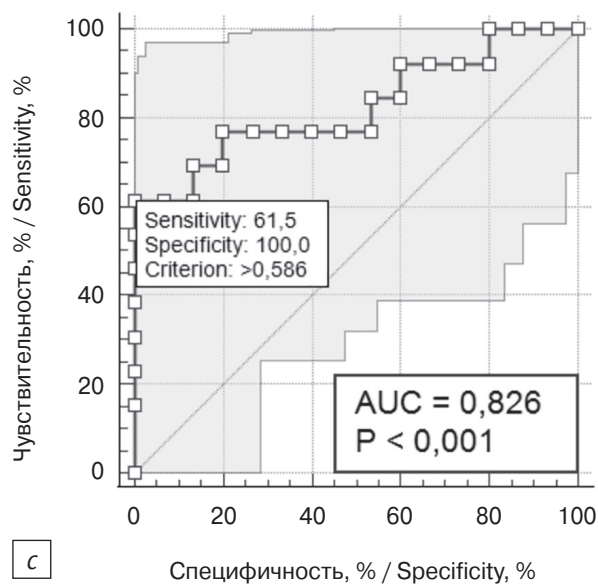 Чувствительность, % / Sensitivity, %
100
80
60
40
20
0
Sensitivity: 61,5
Specificity: 100,0
Criterion: >0,586
AUC = 0,826
P < 0,001
0 20 40 60 80 100
Специфичность, % / Specificity, %
c